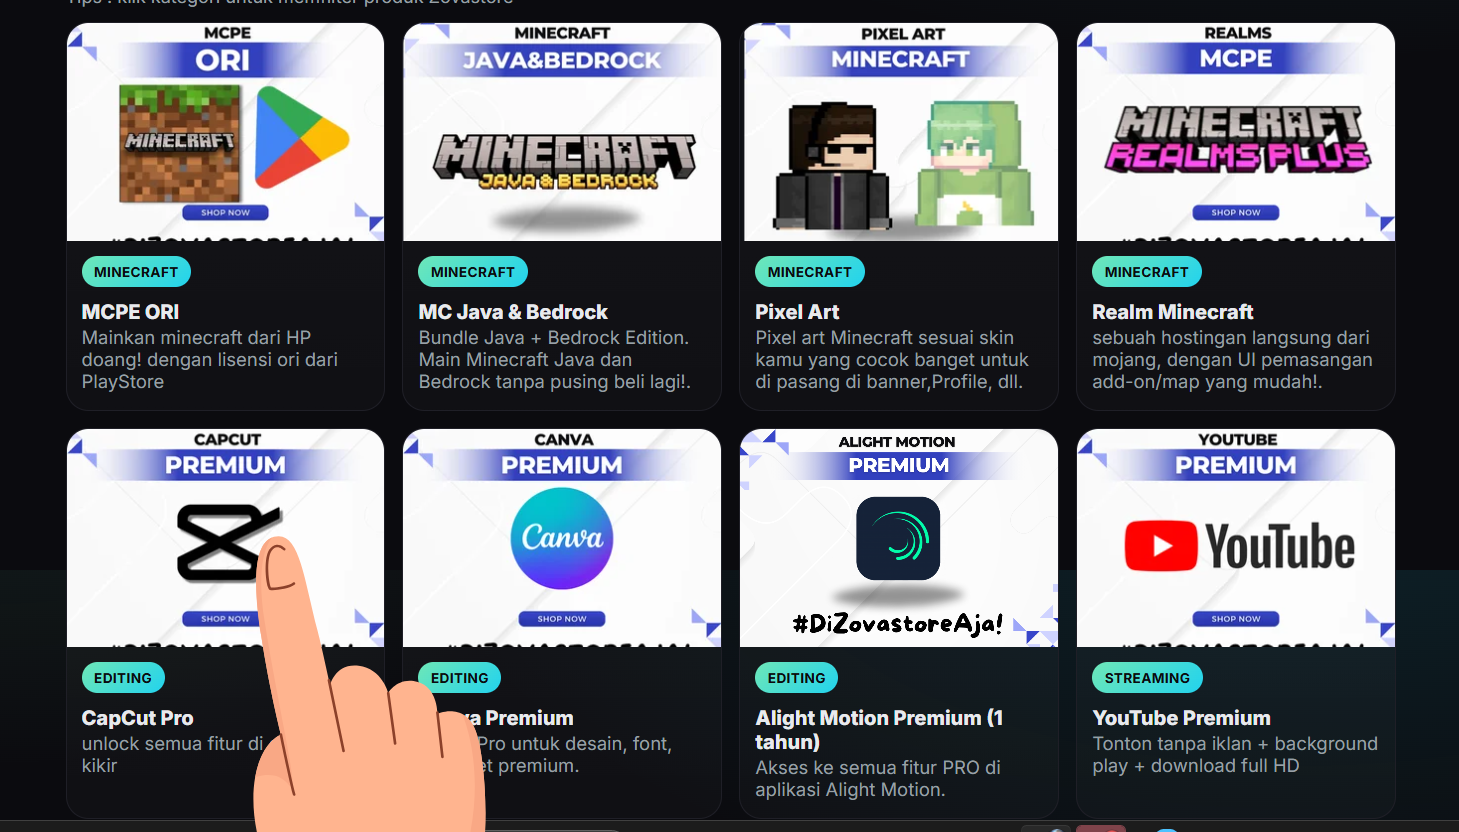 MCPE
ORI
MINECRAFT
SHOP NOW
MINECRAFT
MCPE ORI
Mainkan minecraft dari HP
doang! dengan lisensi ori dari
PlayStore
MINECRAFT
JAVA&BEDROCK
MINECRAFT
JAVA & BEDROCK
MINECRAFT
MC Java & Bedrock
Bundle Java + Bedrock Edition.
Main Minecraft Java dan
Bedrock tanpa pusing beli lagi!.
PIXEL ART
MINECRAFT
MINECRAFT
Pixel Art
Pixel art Minecraft sesuai skin
kamu yang cocok banget untuk
di pasang di banner,Profile, dll.
REALMS
MCPE
MINECRAFT
REALMS PLUS
SHOP NOW
MINECRAFT
Realm Minecraft
sebuah hostingan langsung dari
mojang, dengan UI pemasangan
add-on/map yang mudah!.
CAPCUT
PREMIUM
SHOP NOW
EDITING
CapCut Pro
unlock semua fitur di
kikir
CANVA
PREMIUM
Canva
SHOP NOW
EDITING
Premium
Pro untuk desain, font,
premium.
ALIGHT MOTION
PREMIUM
#DiZovastoreAja!
EDITING
Alight Motion Premium (1
tahun)
Akses ke semua fitur PRO di
aplikasi Alight Motion.
YOUTUBE
PREMIUM
YouTube
SHOP NOW
STREAMING
YouTube Premium
Tonton tanpa iklan + background
play + download full HD